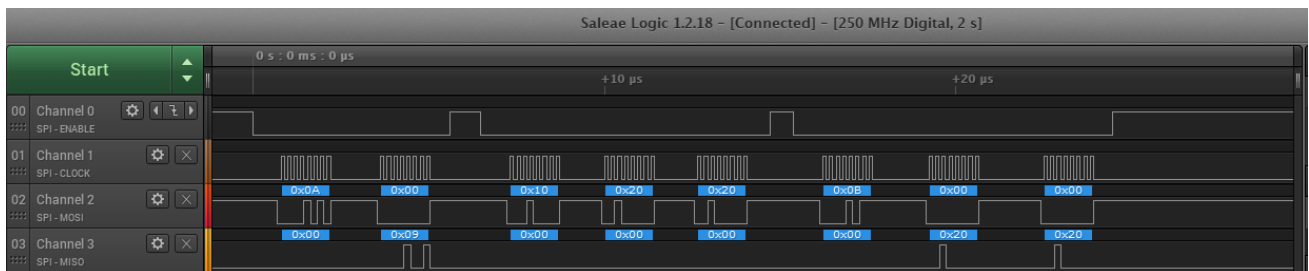 Saleae Logic 1.2.18 - [Connected] - [250 MHz Digital, 2 s]
Start
0 s : 0 ms : 0 µs
+10 µs
+20 µs
00 Channel 0
SPI - ENABLE
01 Channel 1
SPI - CLOCK
0x0A 0x00 0x10 0x20 0x20 0x0B 0x00 0x00
02 Channel 2
SPI - MOSI
0x00 0x09 0x00 0x00 0x00 0x00 0x20 0x20
03 Channel 3
SPI - MISO